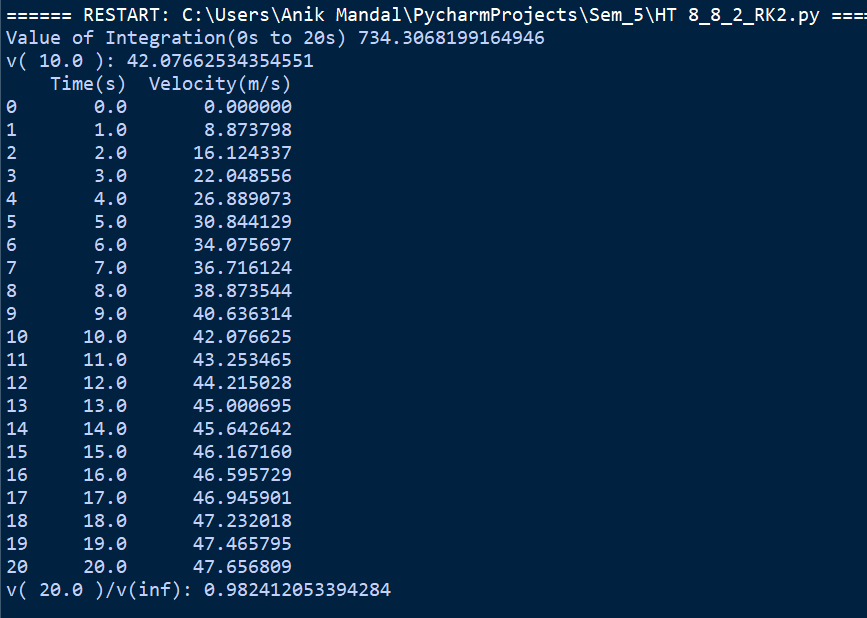 ====== RESTART: C:\Users\Anik Mandal\PycharmProjects\Sem_5\HT 8_8_2_RK2.py ====
Value of Integration(0s to 20s) 734.3068199164946
v( 10.0 ): 42.07662534354551
    Time(s)  Velocity(m/s)
0       0.0       0.000000
1       1.0       8.873798
2       2.0      16.124337
3       3.0      22.048556
4       4.0      26.889073
5       5.0      30.844129
6       6.0      34.075697
7       7.0      36.716124
8       8.0      38.873544
9       9.0      40.636314
10     10.0      42.076625
11     11.0      43.253465
12     12.0      44.215028
13     13.0      45.000695
14     14.0      45.642642
15     15.0      46.167160
16     16.0      46.595729
17     17.0      46.945901
18     18.0      47.232018
19     19.0      47.465795
20     20.0      47.656809
v( 20.0 )/v(inf): 0.982412053394284